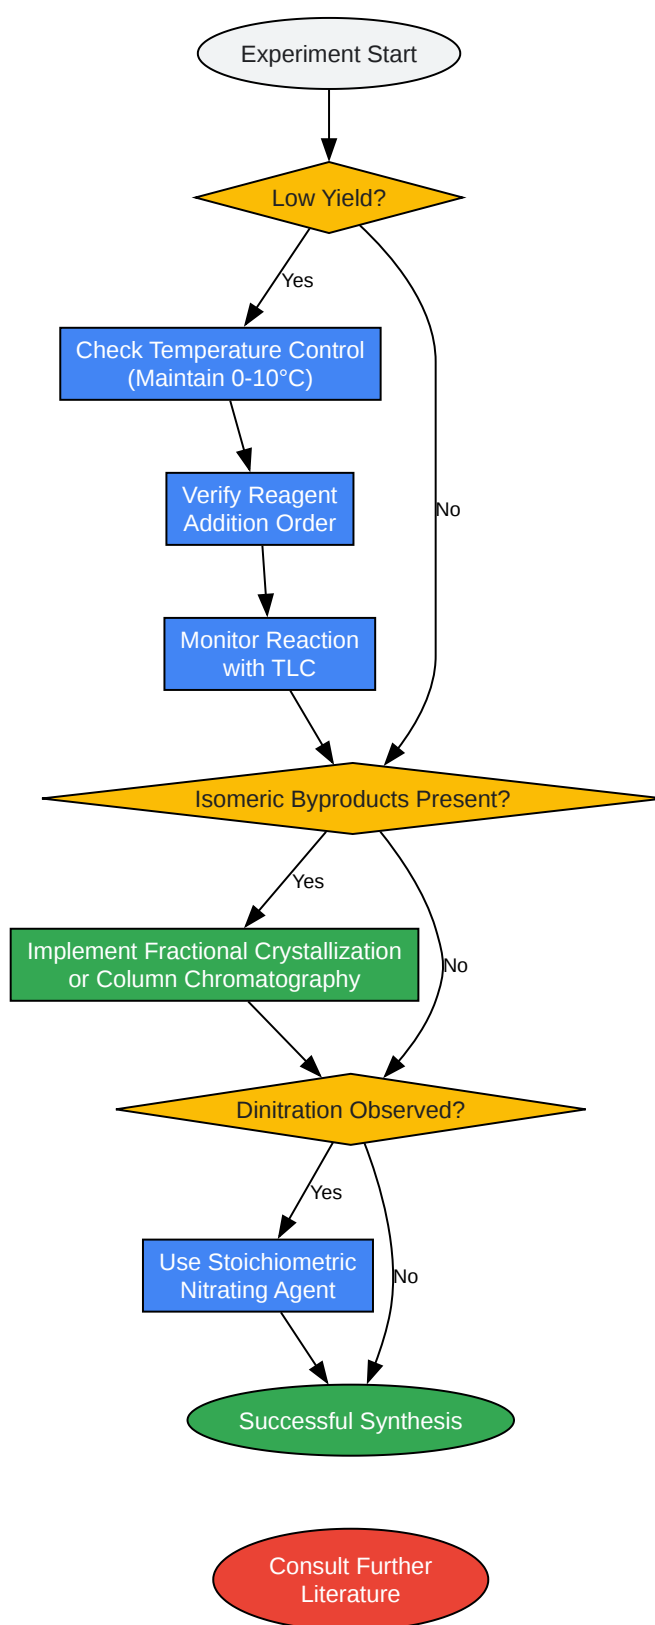 Experiment Start
Low Yield?
Yes
Check Temperature Control
(Maintain 0-10°C)
Verify Reagent
Addition Order
No
Monitor Reaction
with TLC
Isomeric Byproducts Present?
Yes
Implement Fractional Crystallization
or Column Chromatography
No
Dinitration Observed?
Yes
Use Stoichiometric
Nitrating Agent
No
Successful Synthesis
Consult Further
Literature